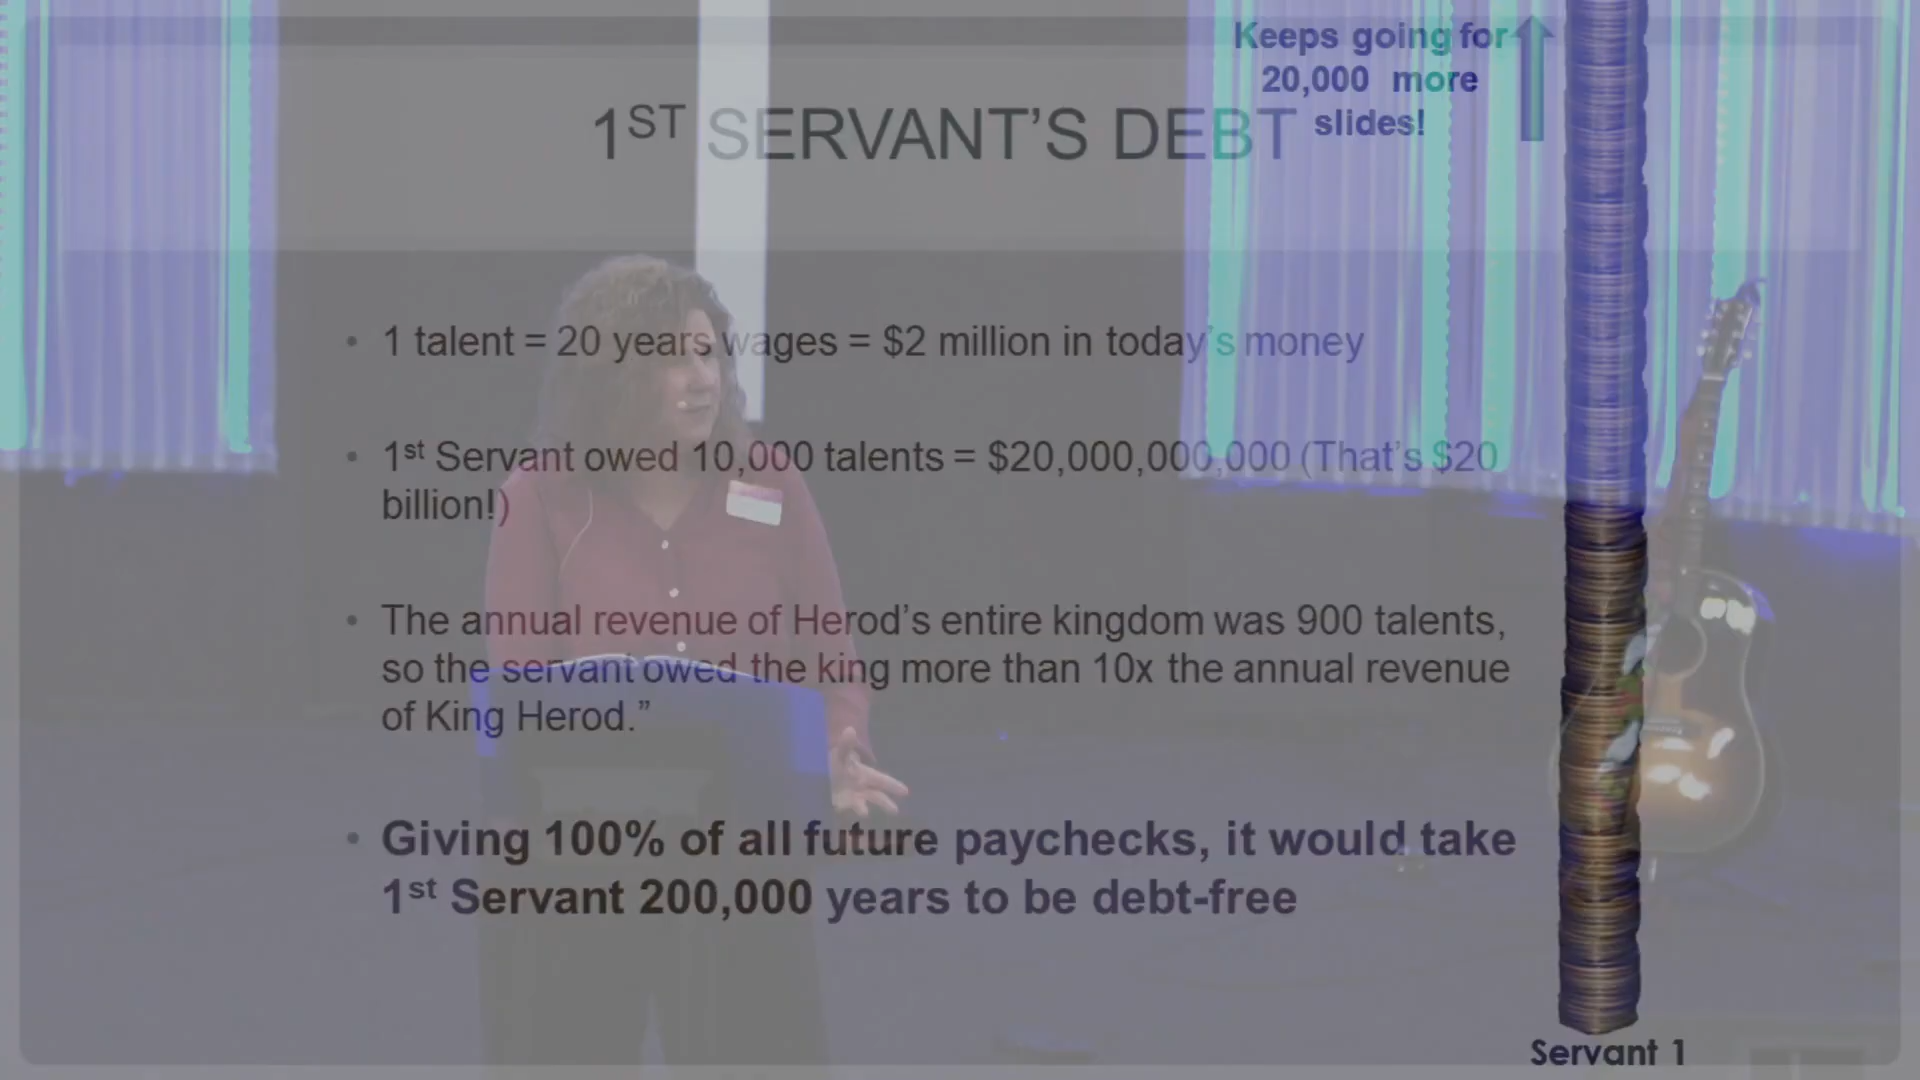 Keeps going for
20,000 more
slides!
1ST SERVANT'S DEBT
• 1 talent = 20 years wages = $2 million in today's money
• 1st Servant owed 10,000 talents = $20,000,000,000 (That's $20
billion!)
• The annual revenue of Herod's entire kingdom was 900 talents,
so the servant owed the king more than 10x the annual revenue
of King Herod.”
• Giving 100% of all future paychecks, it would take
1st Servant 200,000 years to be debt-free
Servant 1